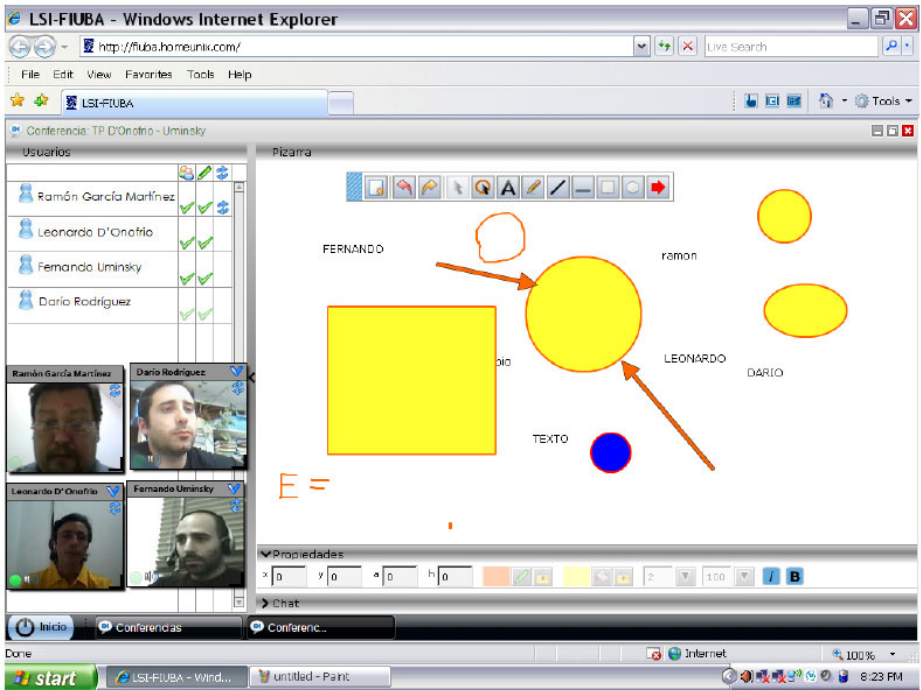 LSI-FIUBA - Windows Internet Explorer
http://fiuba.homeunix.com/
Live Search
File Edit View Favorites Tools Help
LSI-FIUBA
Tools
Conferencia: TP D'Onofrio - Uminsky
Usuarios
Pizarra
Ramón García Martínez
Leonardo D'Onofrio
Fernando Uminsky
Darío Rodríguez
A
FERNANDO
ramon
pio
LEONARDO
DARIO
TEXTO
E =
Ramón García Martínez
Darío Rodríguez
Leonardo D'Onofrio
Fernando Uminsky
Propiedades
x 0 y 0 a 0 h 0 2 100 I B
Chat
Inicio Conferencias Conferenc...
Done Internet 100%
start LSI-FIUBA - Wind... untitled - Paint 8:23 PM